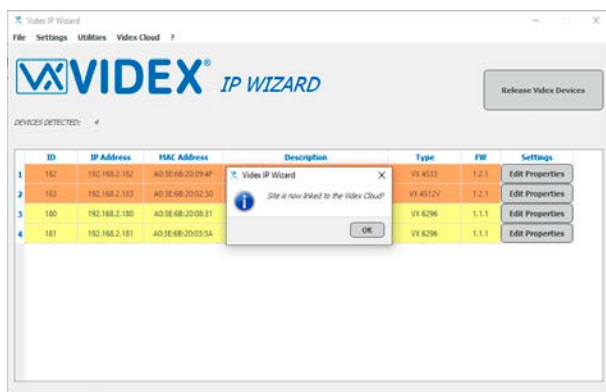 Videx IP Wizard
File Settings Utilities Videx Cloud ?
VIDEX® IP WIZARD
Release Videx Devices
DEVICES DETECTED: 4
ID IP Address MAC Address Description Type FW Settings
1 182 192.168.2.182 A0:3E:6B:20:09:4F VX 4533 1.2.1 Edit Properties
2 183 192.168.2.183 A0:3E:6B:20:02:30 VX-4512V 1.2.1 Edit Properties
3 180 192.168.2.180 A0:3E:6B:20:08:31 VX 6296 1.1.1 Edit Properties
4 181 192.168.2.181 A0:3E:6B:20:03:3A VX 6296 1.1.1 Edit Properties
Videx IP Wizard
Site is now linked to the Videx Cloud!
OK